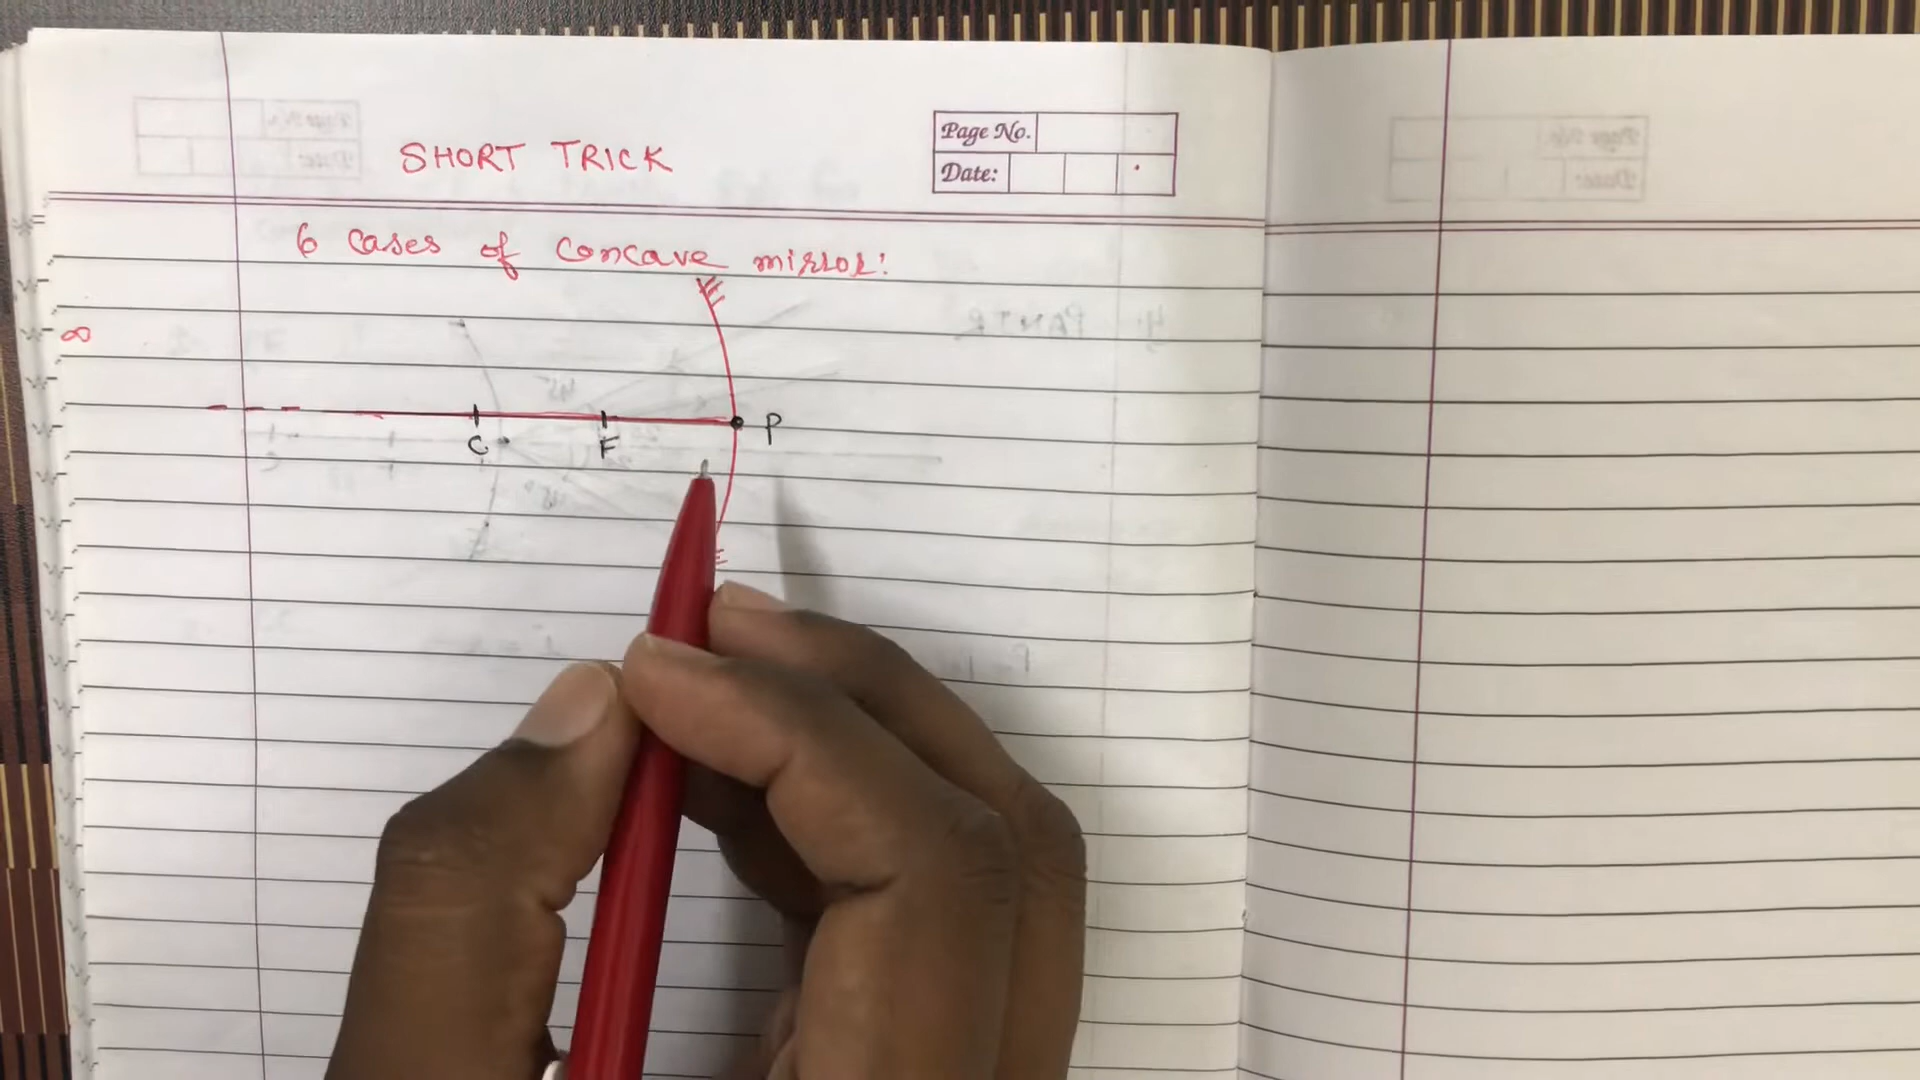 SHORT TRICK
Page No.
Date:
6 cases of concave mirror:
∞
C
F
P